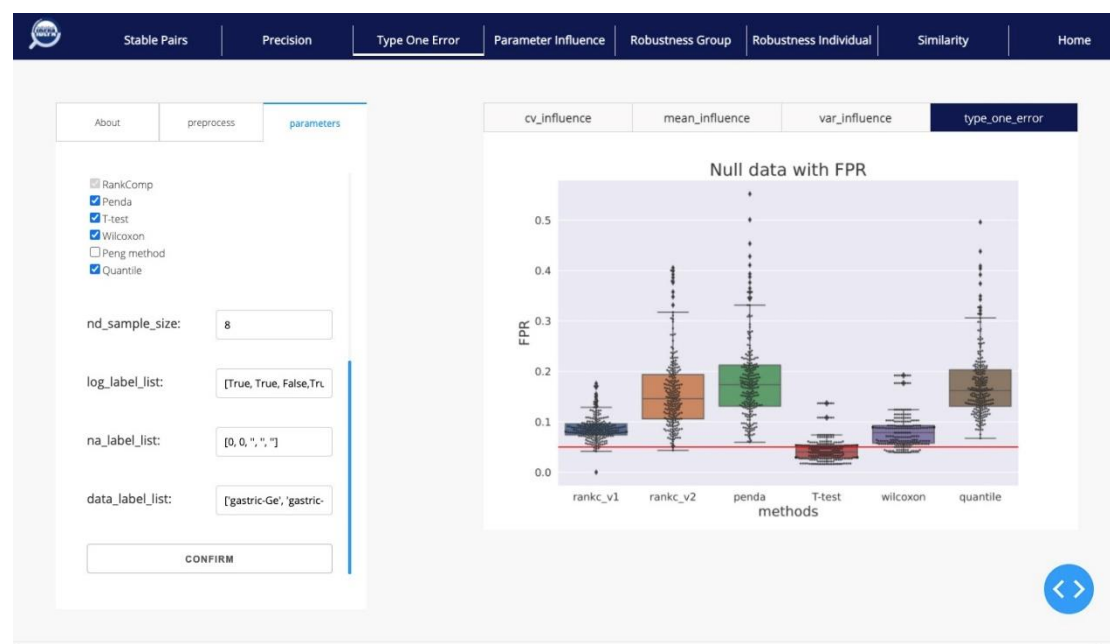 Stable Pairs
Precision
Type One Error
Parameter Influence
Robustness Group
Robustness Individual
Similarity
Home
About
preprocess
parameters
RankComp
Penda
T-test
Wilcoxon
Peng method
Quantile
nd_sample_size:
8
log_label_list:
[True, True, False,Tru
na_label_list:
[0, 0, '', '', '']
data_label_list:
['gastric-Ge', 'gastric-
CONFIRM
cv_influence
mean_influence
var_influence
type_one_error
Null data with FPR
FPR
0.5
0.4
0.3
0.2
0.1
0.0
rankc_v1
rankc_v2
penda
T-test
wilcoxon
quantile
methods